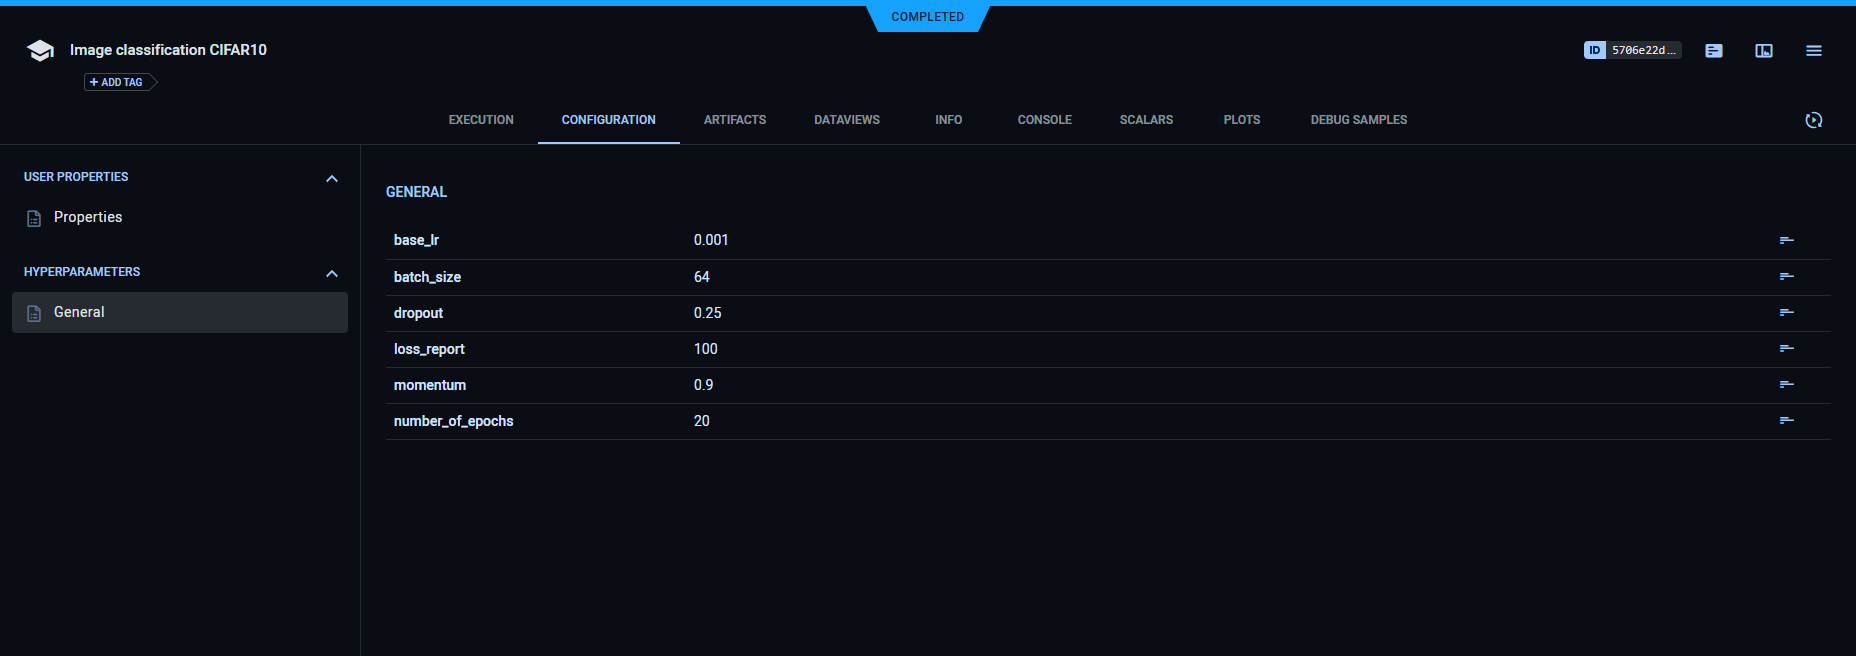 COMPLETED
Image classification CIFAR10
ID 5706e22d...
+ ADD TAG
EXECUTION CONFIGURATION ARTIFACTS DATAVIEWS INFO CONSOLE SCALARS PLOTS DEBUG SAMPLES
USER PROPERTIES
Properties
HYPERPARAMETERS
General
GENERAL
base_lr 0.001
batch_size 64
dropout 0.25
loss_report 100
momentum 0.9
number_of_epochs 20